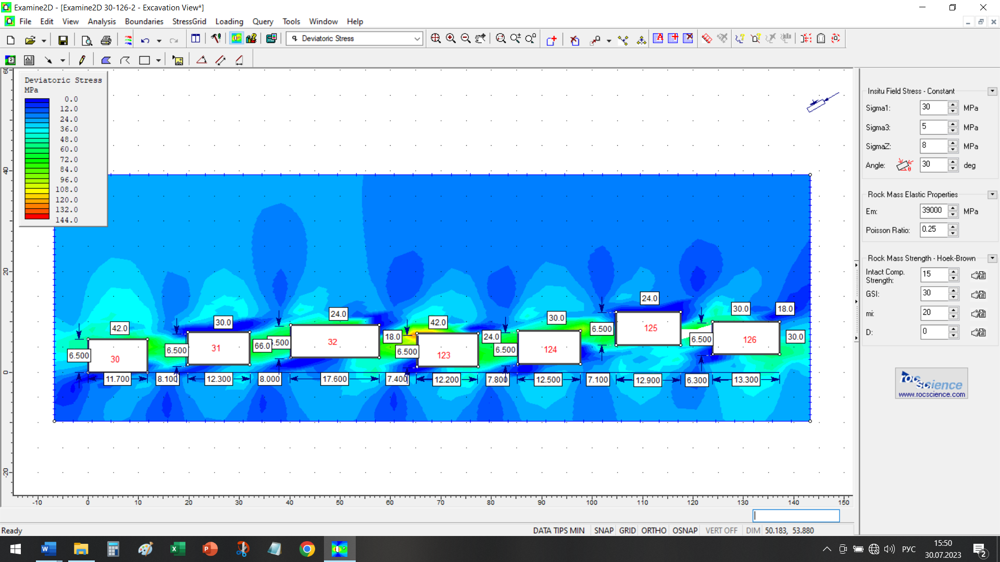 Examine2D - [Examine2D 30-126-2 - Excavation View*]
File Edit View Analysis Boundaries StressGrid Loading Query Tools Window Help
Deviatoric Stress
Deviatoric Stress
MPa
0.0
12.0
24.0
36.0
48.0
60.0
72.0
84.0
96.0
108.0
120.0
132.0
144.0
60
40
20
0
-20
42.0
30.0
24.0
42.0
30.0
24.0
30.0
18.0
6.500
30
6.500
31
66.0
6.500
32
18.0
6.500
123
24.0
6.500
124
6.500
125
6.500
126
30.0
11.700
8.100
12.300
8.000
17.600
7.400
12.200
7.800
12.500
7.100
12.900
6.300
13.300
-10 0 10 20 30 40 50 60 70 80 90 100 110 120 130 140 150
Insitu Field Stress - Constant
Sigma1: 30 MPa
Sigma3: 5 MPa
SigmaZ: 8 MPa
Angle: θ 30 deg
Rock Mass Elastic Properties
Em: 39000 MPa
Poisson Ratio: 0.25
Rock Mass Strength - Hoek-Brown
Intact Comp. Strength: 15
GSI: 30
mi: 20
D: 0
rocscience
www.rocscience.com
Ready
DATA TIPS MIN SNAP GRID ORTHO OSNAP VERT OFF DIM 50.183, 53.880
РУС
15:50
30.07.2023
2